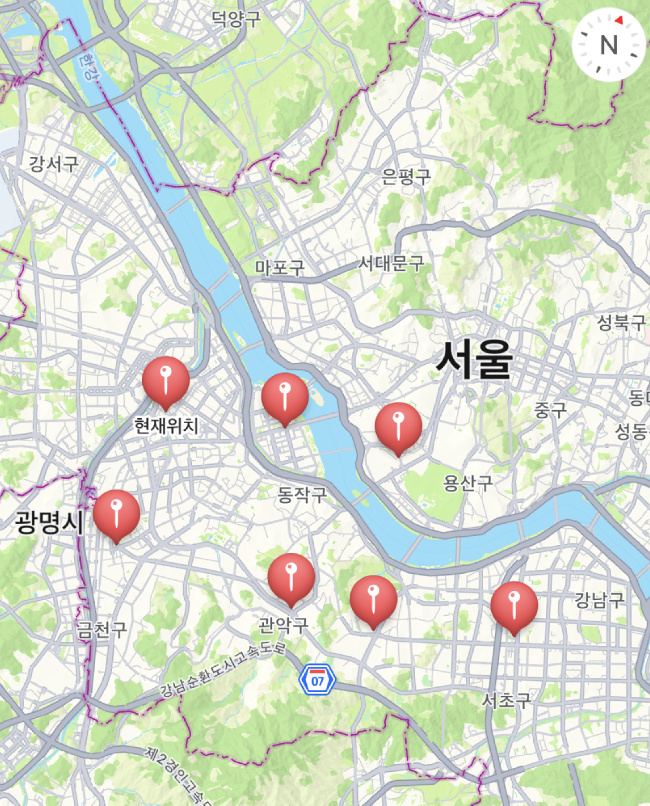 덕양구
N
한강
강서구
은평구
마포구
서대문구
성북구
서울
중구
동대
성동
현재위치
용산구
동작구
광명시
강남구
금천구
관악구
강남순환도시고속도로
07
서초구
제2경인고속도